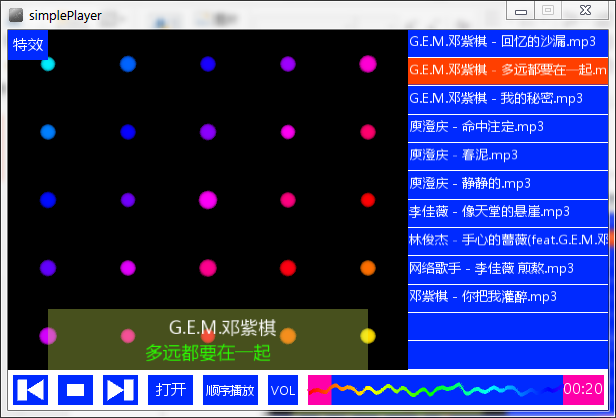 simplePlayer
特效
G.E.M.邓紫棋
多远都要在一起
G.E.M.邓紫棋 - 回忆的沙漏.mp3
G.E.M.邓紫棋 - 多远都要在一起.m
G.E.M.邓紫棋 - 我的秘密.mp3
庾澄庆 - 命中注定.mp3
庾澄庆 - 春泥.mp3
庾澄庆 - 静静的.mp3
李佳薇 - 像天堂的悬崖.mp3
林俊杰 - 手心的蔷薇(feat.G.E.M.邓
网络歌手 - 李佳薇 煎熬.mp3
邓紫棋 - 你把我灌醉.mp3
打开
顺序播放
VOL
00:20